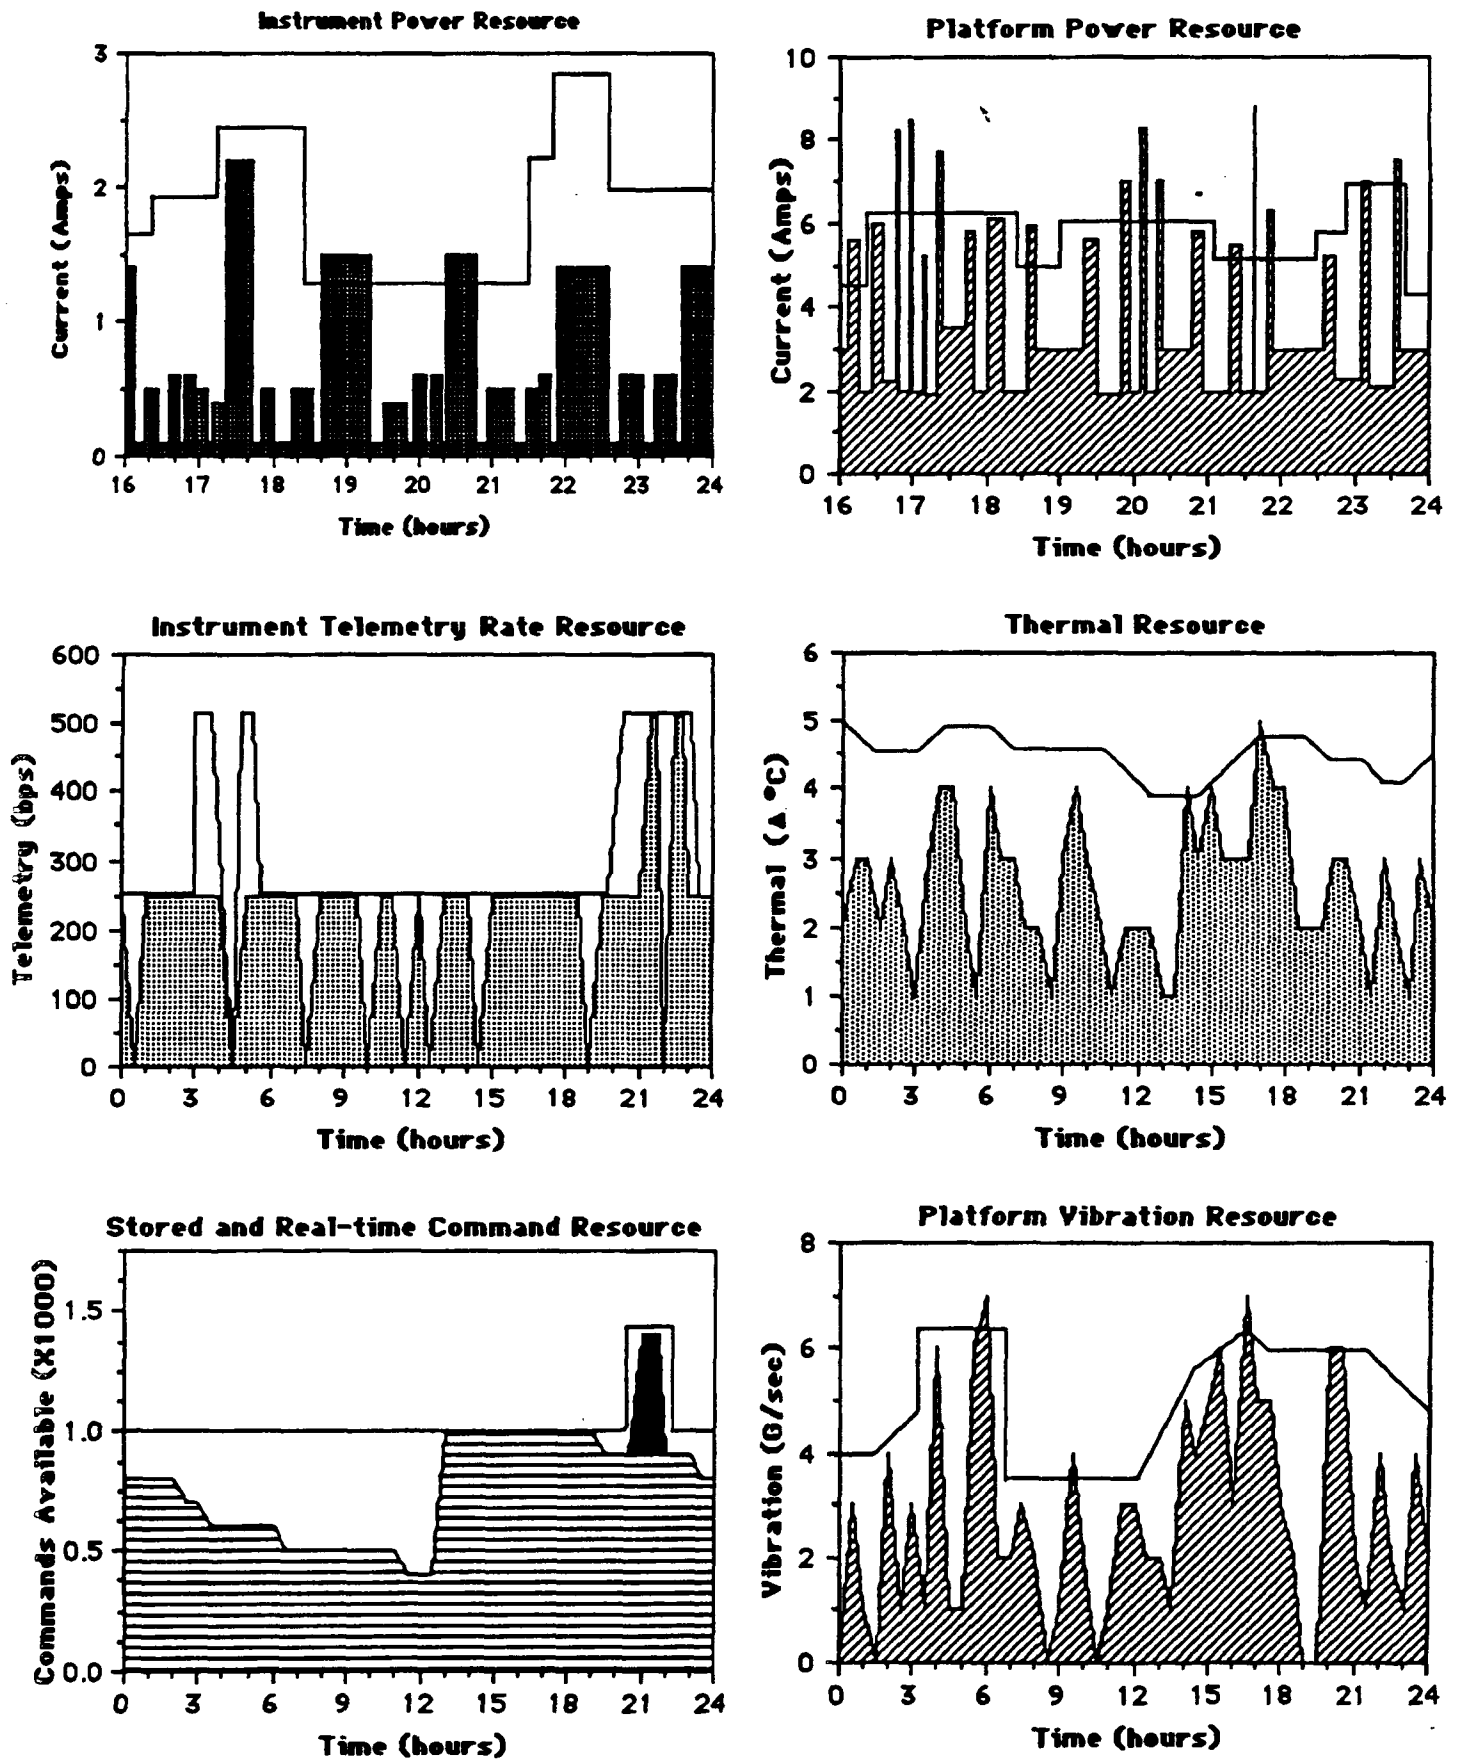 Instrument Power Resource
3
2
1
0
Current (Amps)
16 17 18 19 20 21 22 23 24
Time (hours)
Platform Power Resource
10
8
6
4
2
0
Current (Amps)
16 17 18 19 20 21 22 23 24
Time (hours)
Instrument Telemetry Rate Resource
600
500
400
300
200
100
0
Telemetry (bps)
0 3 6 9 12 15 18 21 24
Time (hours)
Thermal Resource
6
5
4
3
2
1
0
Thermal (Δ °C)
0 3 6 9 12 15 18 21 24
Time (hours)
Stored and Real-time Command Resource
1.5
1.0
0.5
0.0
Commands Available (X1000)
0 3 6 9 12 15 18 21 24
Time (hours)
Platform Vibration Resource
8
6
4
2
0
Vibration (G/sec)
0 3 6 9 12 15 18 21 24
Time (hours)